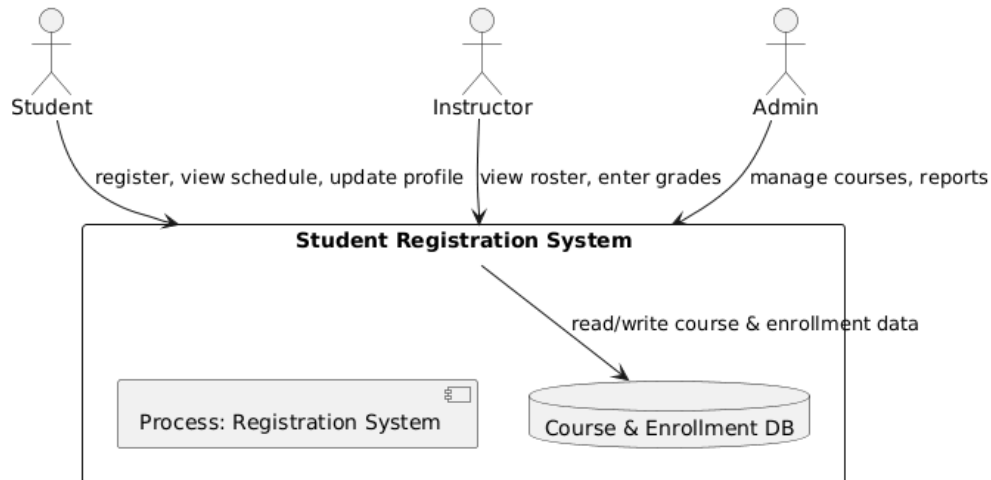 Student
Instructor
Admin
register, view schedule, update profile
view roster, enter grades
manage courses, reports
Student Registration System
read/write course & enrollment data
Process: Registration System
Course & Enrollment DB